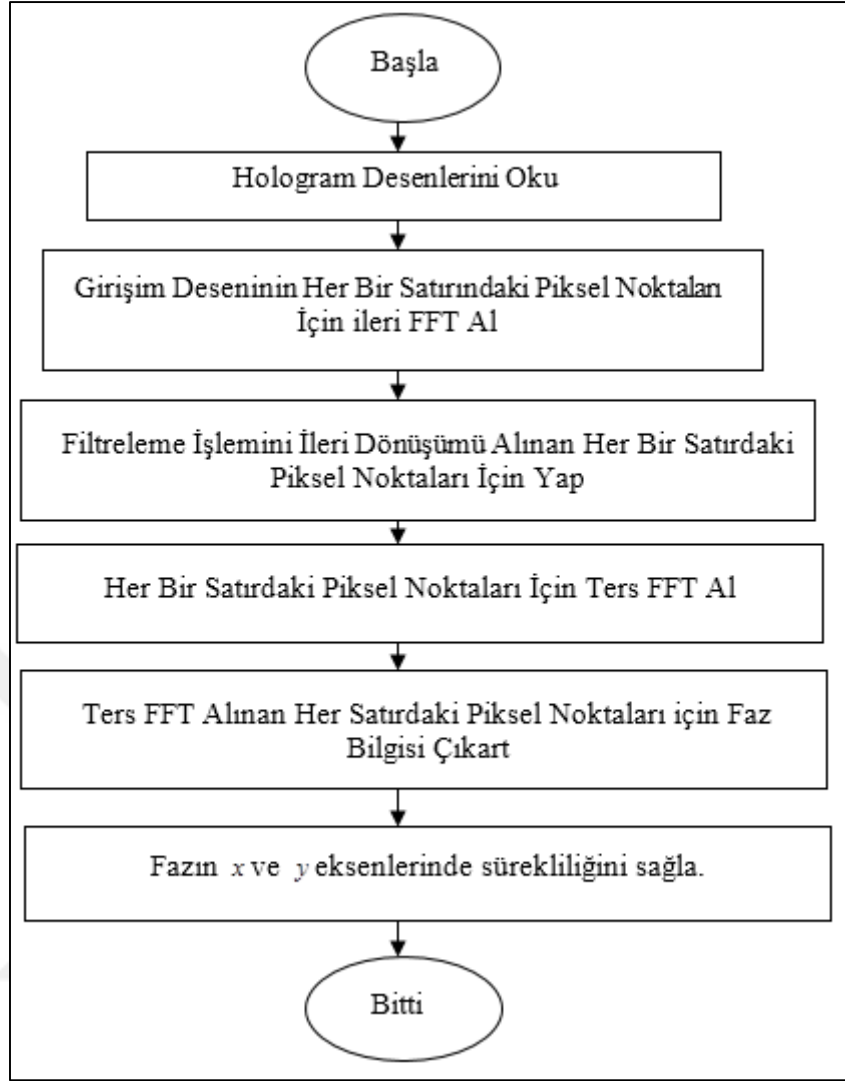 Başla
Hologram Desenlerini Oku
Girişim Deseninin Her Bir Satırındaki Piksel Noktaları
İçin ileri FFT Al
Filtreleme İşlemini İleri Dönüşümü Alınan Her Bir Satırdaki
Piksel Noktaları İçin Yap
Her Bir Satırdaki Piksel Noktaları İçin Ters FFT Al
Ters FFT Alınan Her Satırdaki Piksel Noktaları için Faz
Bilgisi Çıkart
Fazın x ve y eksenlerinde sürekliliğini sağla.
Bitti